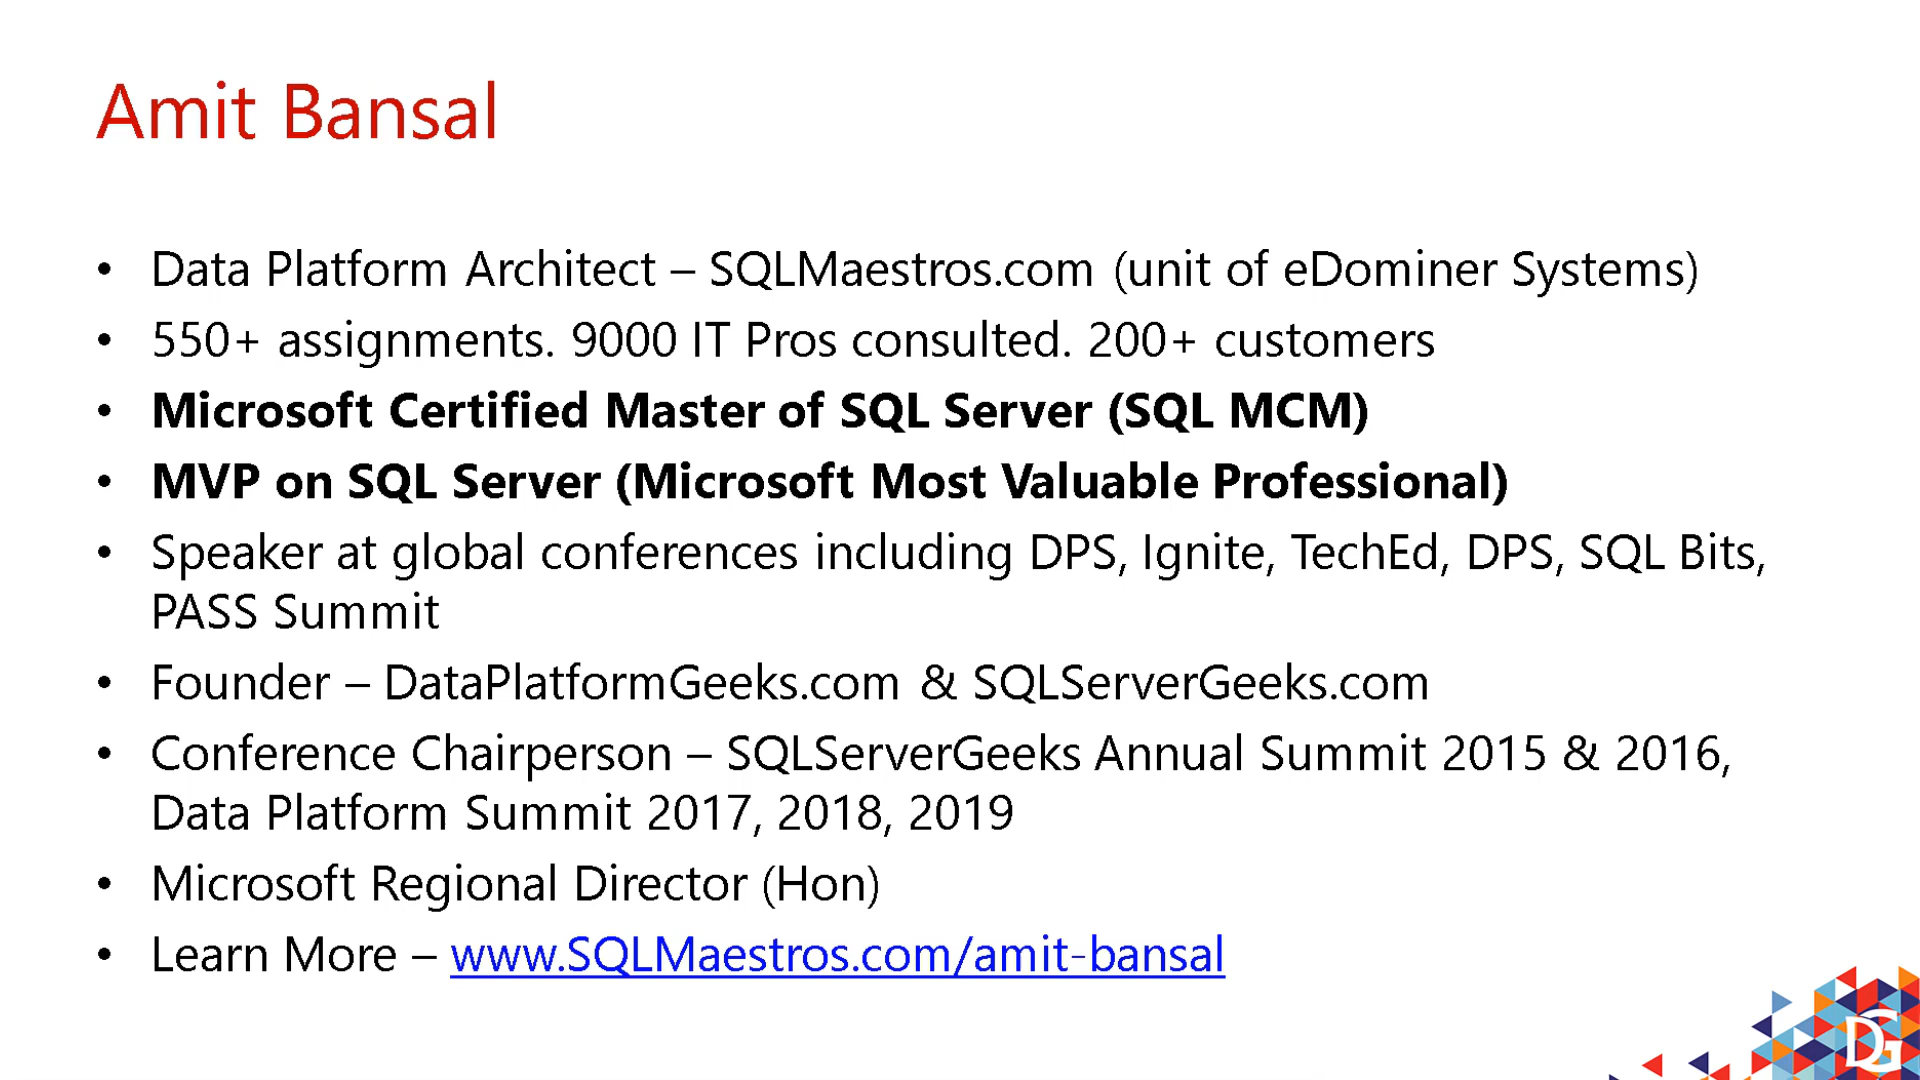 Amit Bansal
• Data Platform Architect – SQLMaestros.com (unit of eDominer Systems)
• 550+ assignments. 9000 IT Pros consulted. 200+ customers
• Microsoft Certified Master of SQL Server (SQL MCM)
• MVP on SQL Server (Microsoft Most Valuable Professional)
• Speaker at global conferences including DPS, Ignite, TechEd, DPS, SQL Bits,
PASS Summit
• Founder – DataPlatformGeeks.com & SQLServerGeeks.com
• Conference Chairperson – SQLServerGeeks Annual Summit 2015 & 2016,
Data Platform Summit 2017, 2018, 2019
• Microsoft Regional Director (Hon)
• Learn More – www.SQLMaestros.com/amit-bansal
DG